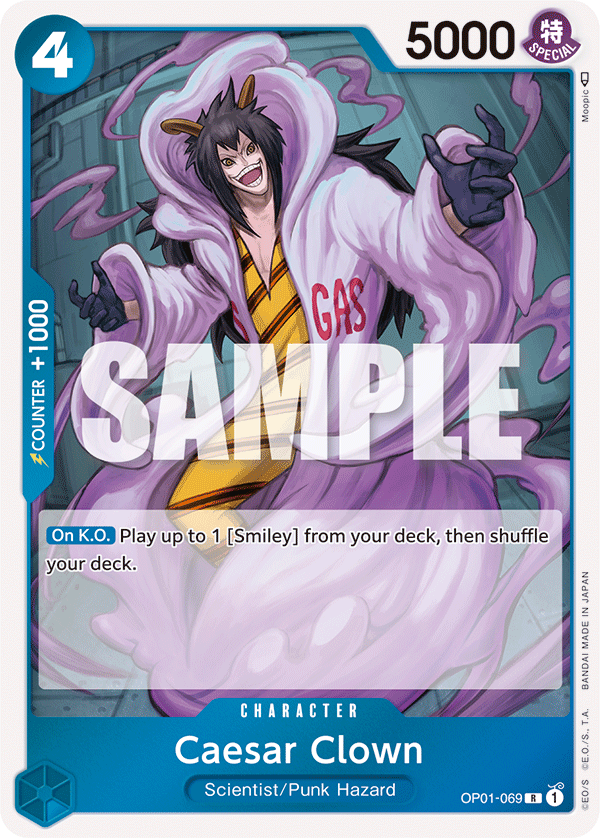 4
5000
特
SPECIAL
Moopic
GAS
S
COUNTER +1000
SAMPLE
On K.O. Play up to 1 [Smiley] from your deck, then shuffle
your deck.
CHARACTER
Caesar Clown
Scientist/Punk Hazard
OP01-069 R 1
©E.O/S ©E.O./S., T.A. BANDAI MADE IN JAPAN